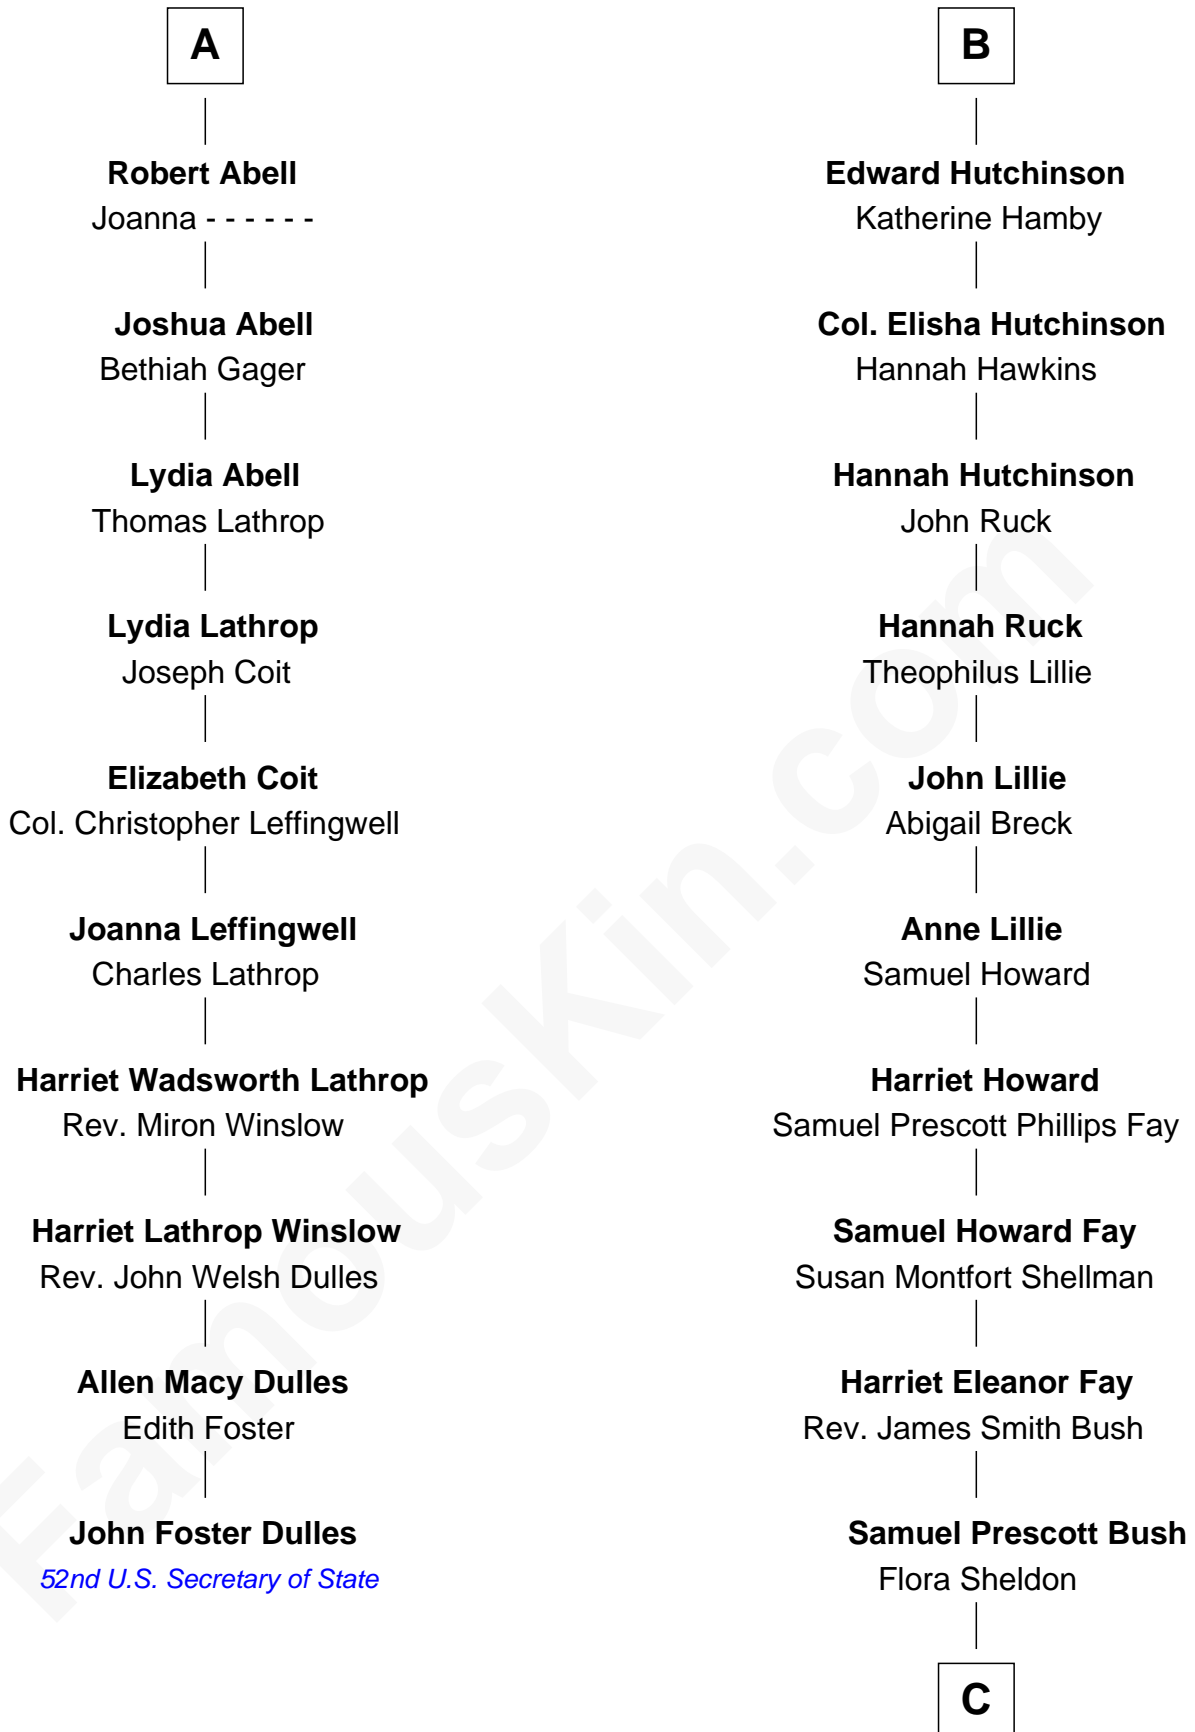 A
Robert Abell
Joanna - - - - - -
Joshua Abell
Bethiah Gager
Lydia Abell
Thomas Lathrop
Lydia Lathrop
Joseph Coit
Elizabeth Coit
Col. Christopher Leffingwell
Joanna Leffingwell
Charles Lathrop
Harriet Wadsworth Lathrop
Rev. Miron Winslow
Harriet Lathrop Winslow
Rev. John Welsh Dulles
Allen Macy Dulles
Edith Foster
John Foster Dulles
52nd U.S. Secretary of State
B
Edward Hutchinson
Katherine Hamby
Col. Elisha Hutchinson
Hannah Hawkins
Hannah Hutchinson
John Ruck
Hannah Ruck
Theophilus Lillie
John Lillie
Abigail Breck
Anne Lillie
Samuel Howard
Harriet Howard
Samuel Prescott Phillips Fay
Samuel Howard Fay
Susan Montfort Shellman
Harriet Eleanor Fay
Rev. James Smith Bush
Samuel Prescott Bush
Flora Sheldon
C
FamousKin.com